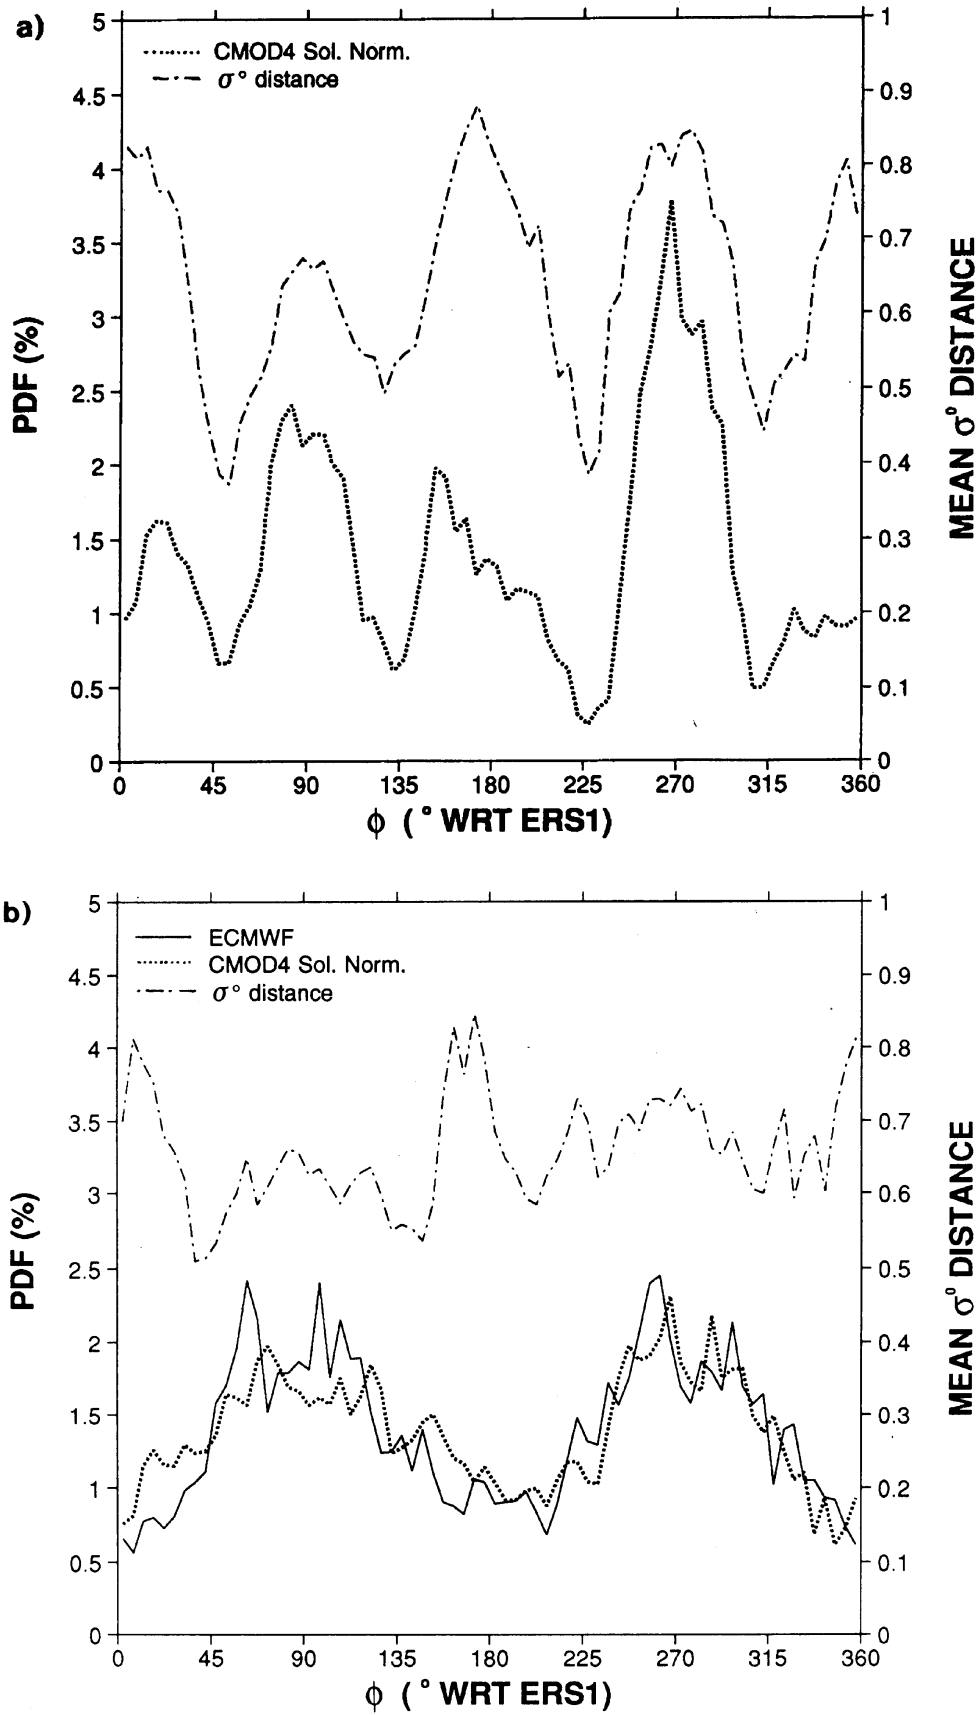 a)
CMOD4 Sol. Norm.
σ° distance
5
4.5
4
3.5
3
2.5
2
1.5
1
0.5
0
PDF (%)
1
0.9
0.8
0.7
0.6
0.5
0.4
0.3
0.2
0.1
0
MEAN σ° DISTANCE
0 45 90 135 180 225 270 315 360
ϕ (° WRT ERS1)
b)
ECMWF
CMOD4 Sol. Norm.
σ° distance
5
4.5
4
3.5
3
2.5
2
1.5
1
0.5
0
PDF (%)
1
0.9
0.8
0.7
0.6
0.5
0.4
0.3
0.2
0.1
0
MEAN σ° DISTANCE
0 45 90 135 180 225 270 315 360
ϕ (° WRT ERS1)